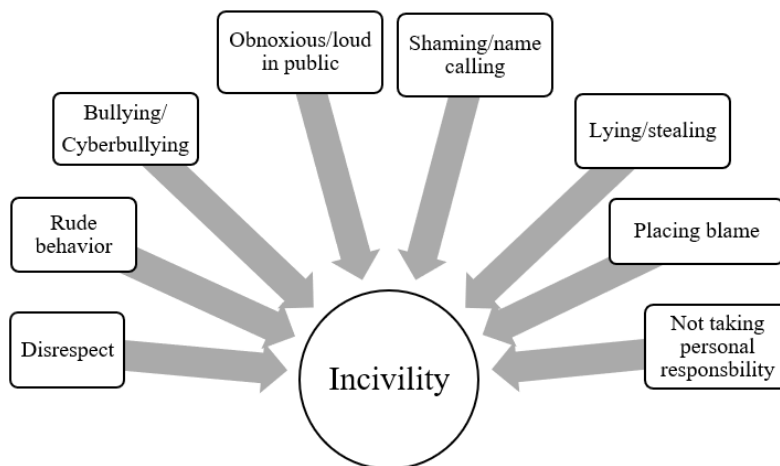 Obnoxious/loud
in public
Shaming/name
calling
Bullying/
Cyberbullying
Lying/stealing
Rude
behavior
Placing blame
Disrespect
Not taking
personal
responsbility
Incivility